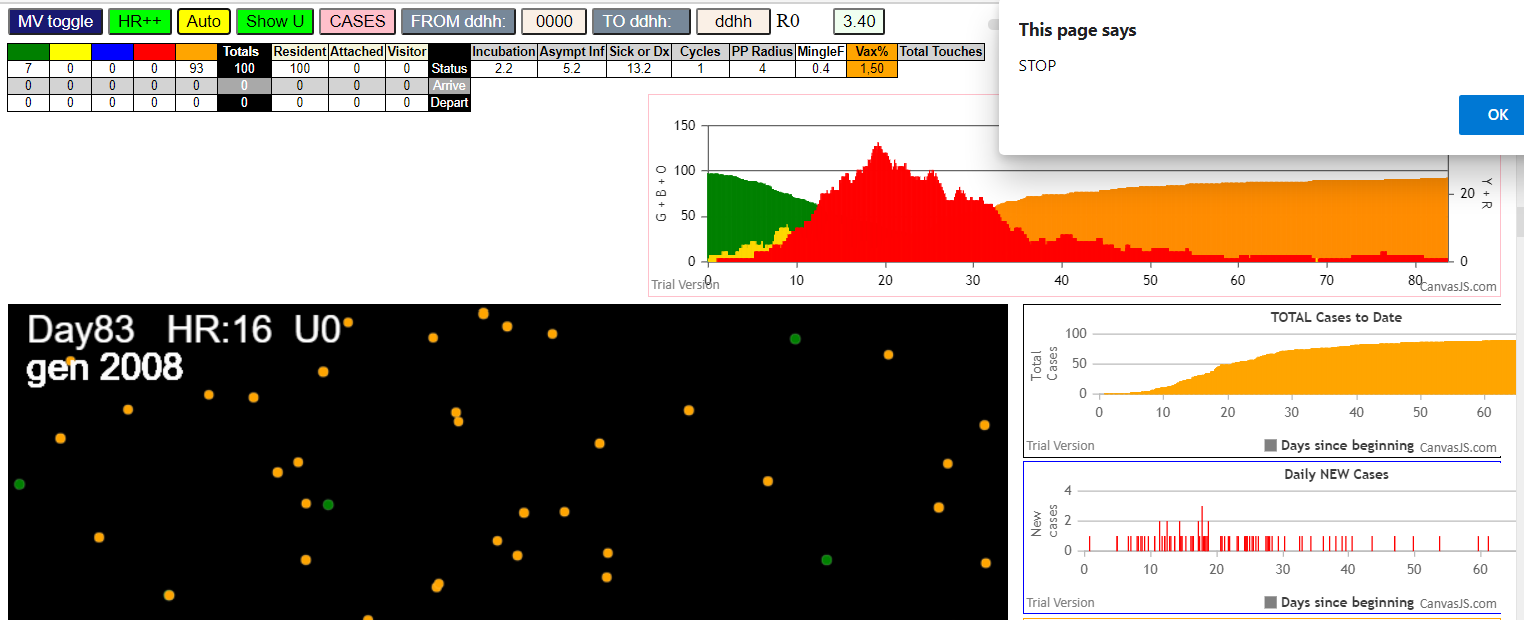 MV toggle HR++ Auto Show U CASES FROM ddhh: 0000 TO ddhh: ddhh R0 3.40
Totals Resident Attached Visitor Incubation Asympt Inf Sick or Dx Cycles PP Radius MingleF Vax% Total Touches
7 0 0 0 93 100 100 0 0 Status 2.2 5.2 13.2 1 4 0.4 1,50
0 0 0 0 0 0 0 0 0 Arrive
0 0 0 0 0 0 0 0 0 Depart
This page says
STOP
OK
150
100
50
0
G + B + O
20
0
Y + R
0 10 20 30 40 50 60 70 80
Trial Version
CanvasJS.com
Day83 HR:16 U0
gen 2008
TOTAL Cases to Date
100
50
0
Total
Cases
0 10 20 30 40 50 60
Days since beginning
Trial Version
CanvasJS.com
Daily NEW Cases
4
2
0
New
cases
0 10 20 30 40 50 60
Days since beginning
Trial Version
CanvasJS.com